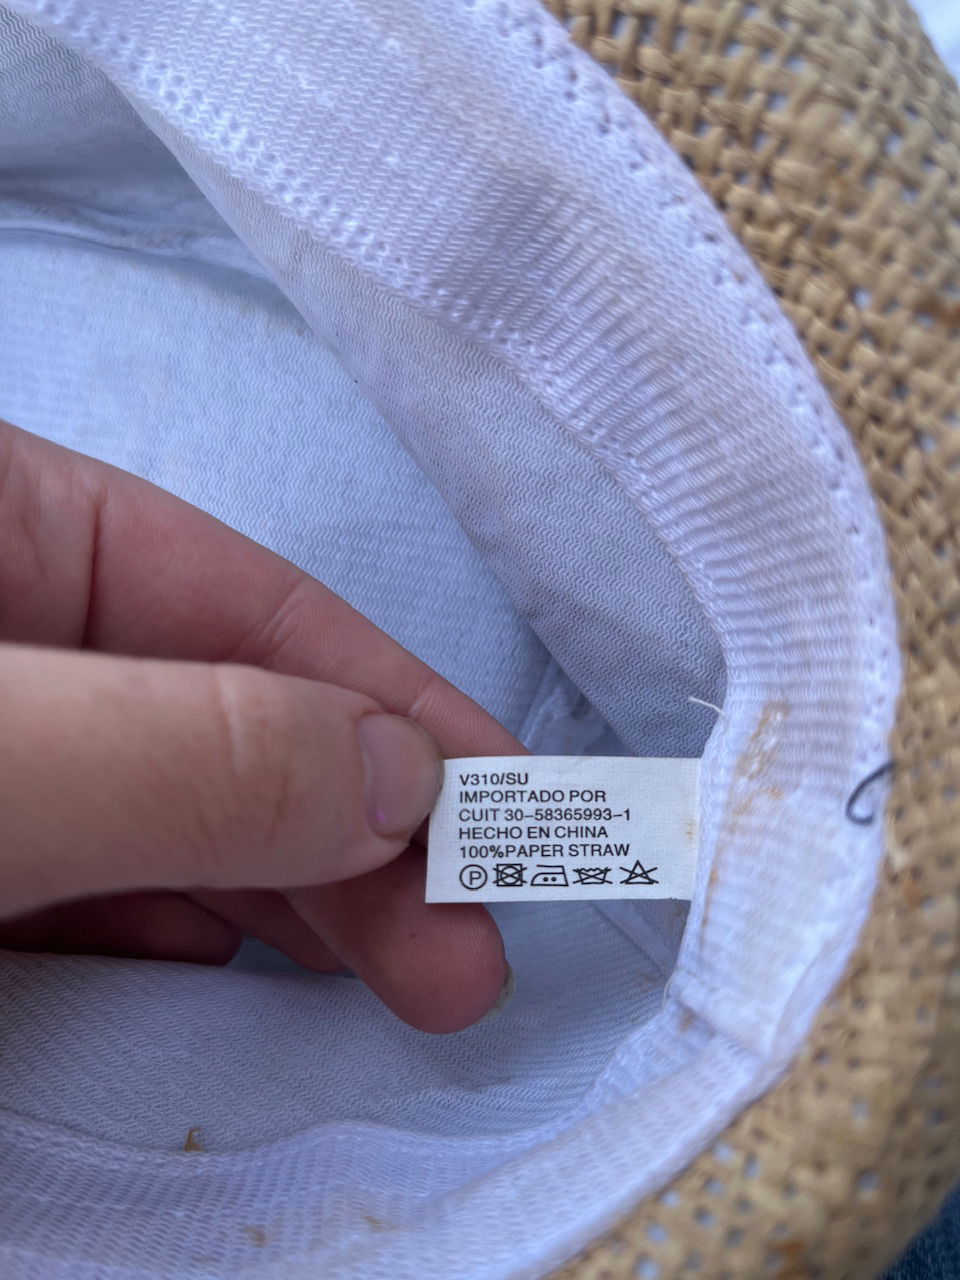 V310/SU
IMPORTADO POR
CUIT 30-58365993-1
HECHO EN CHINA
100%PAPER STRAW
P